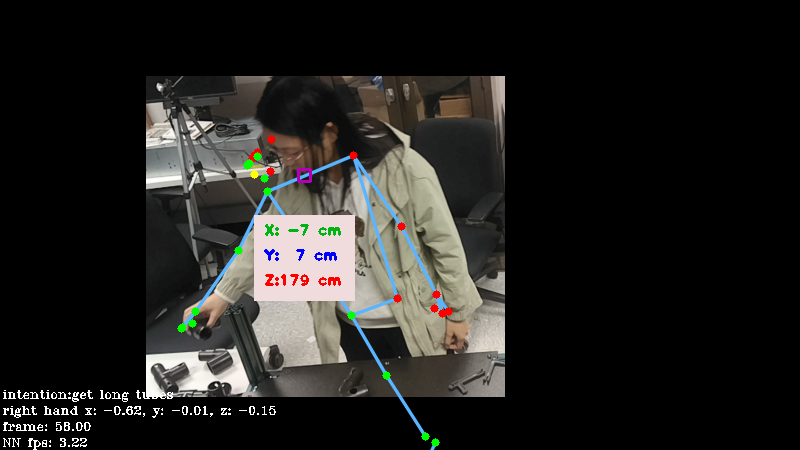 X: -7 cm
Y: 7 cm
Z:179 cm
intention:get long tubes
right hand x: -0.62, y: -0.01, z: -0.15
frame: 58.00
NN fps: 3.22